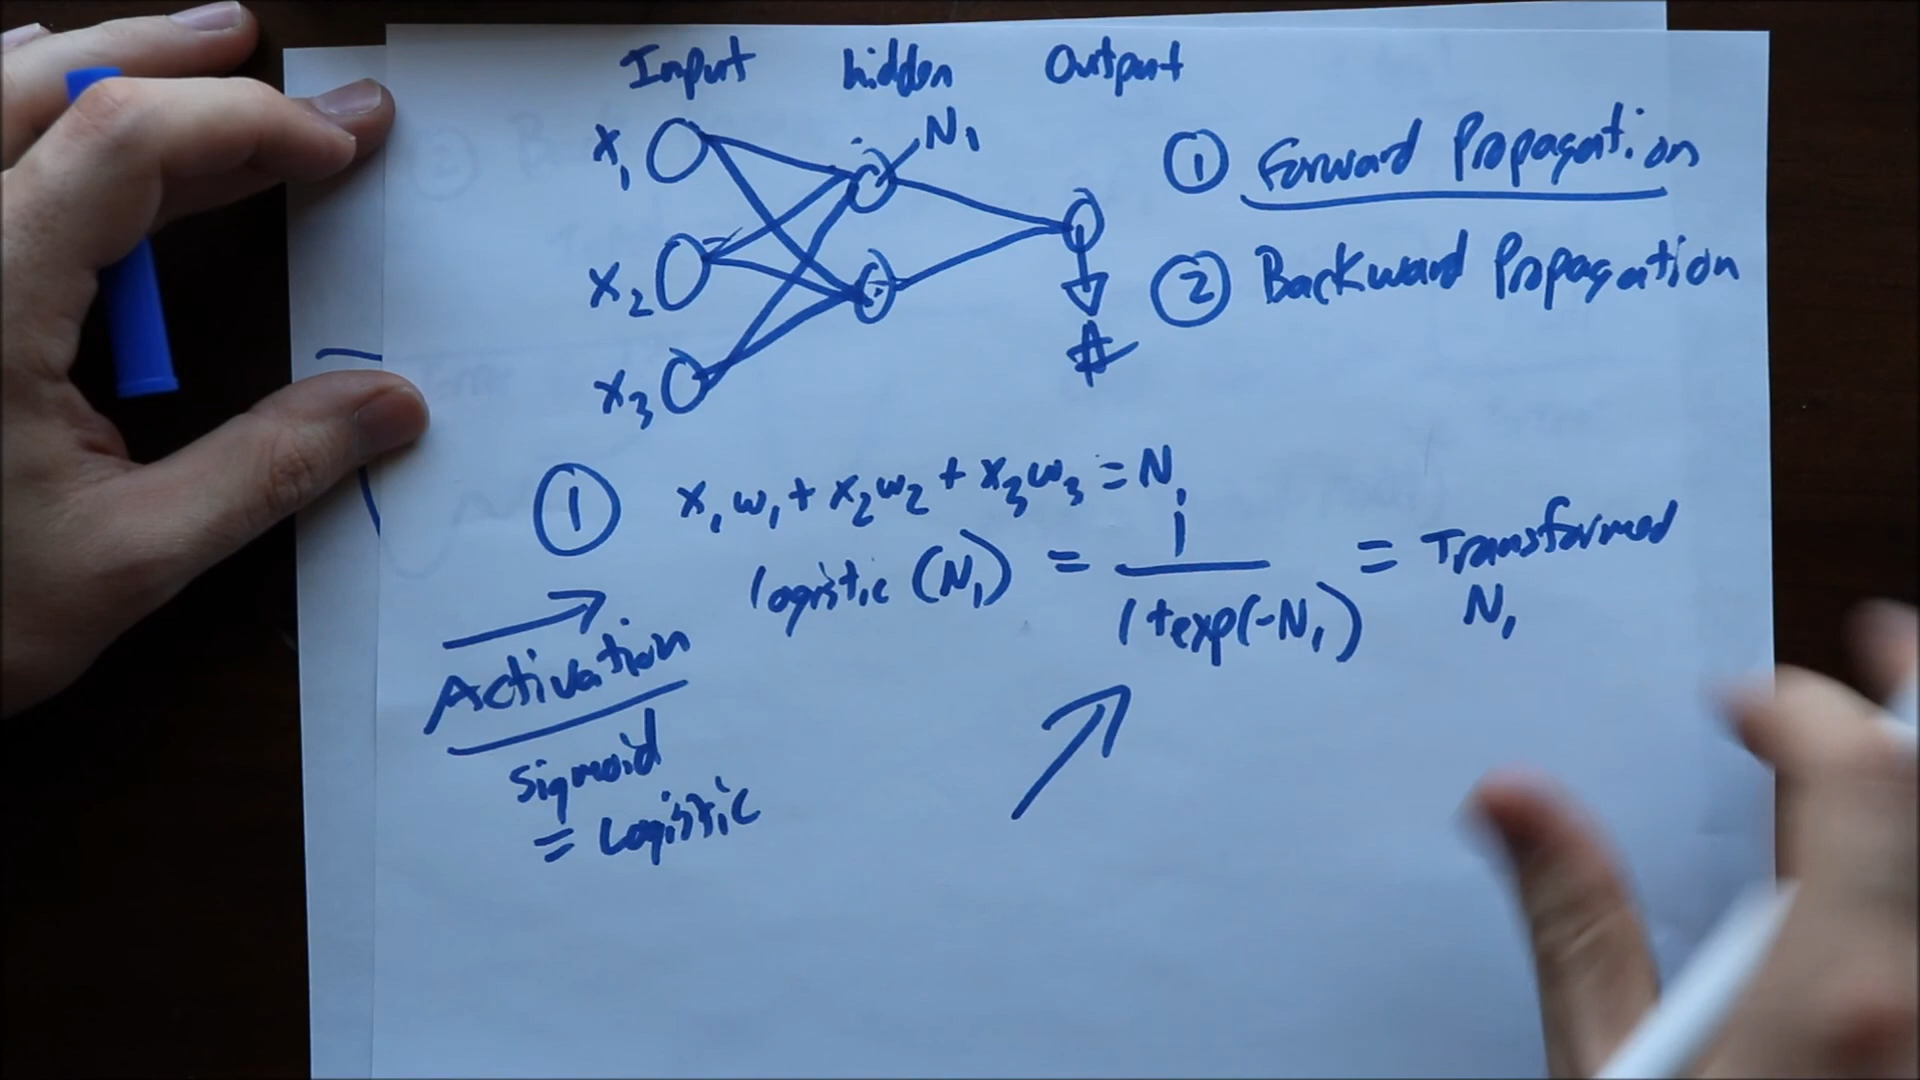 Input hidden Output
x1
N1
x2
x3
① Forward Propagation
② Backward Propagation
#
① x1w1 + x2w2 + x3w3 = N1
logistic (N1) = 1 / 1+exp(-N1) = Transformed N1
Activation
Sigmoid
= Logistic